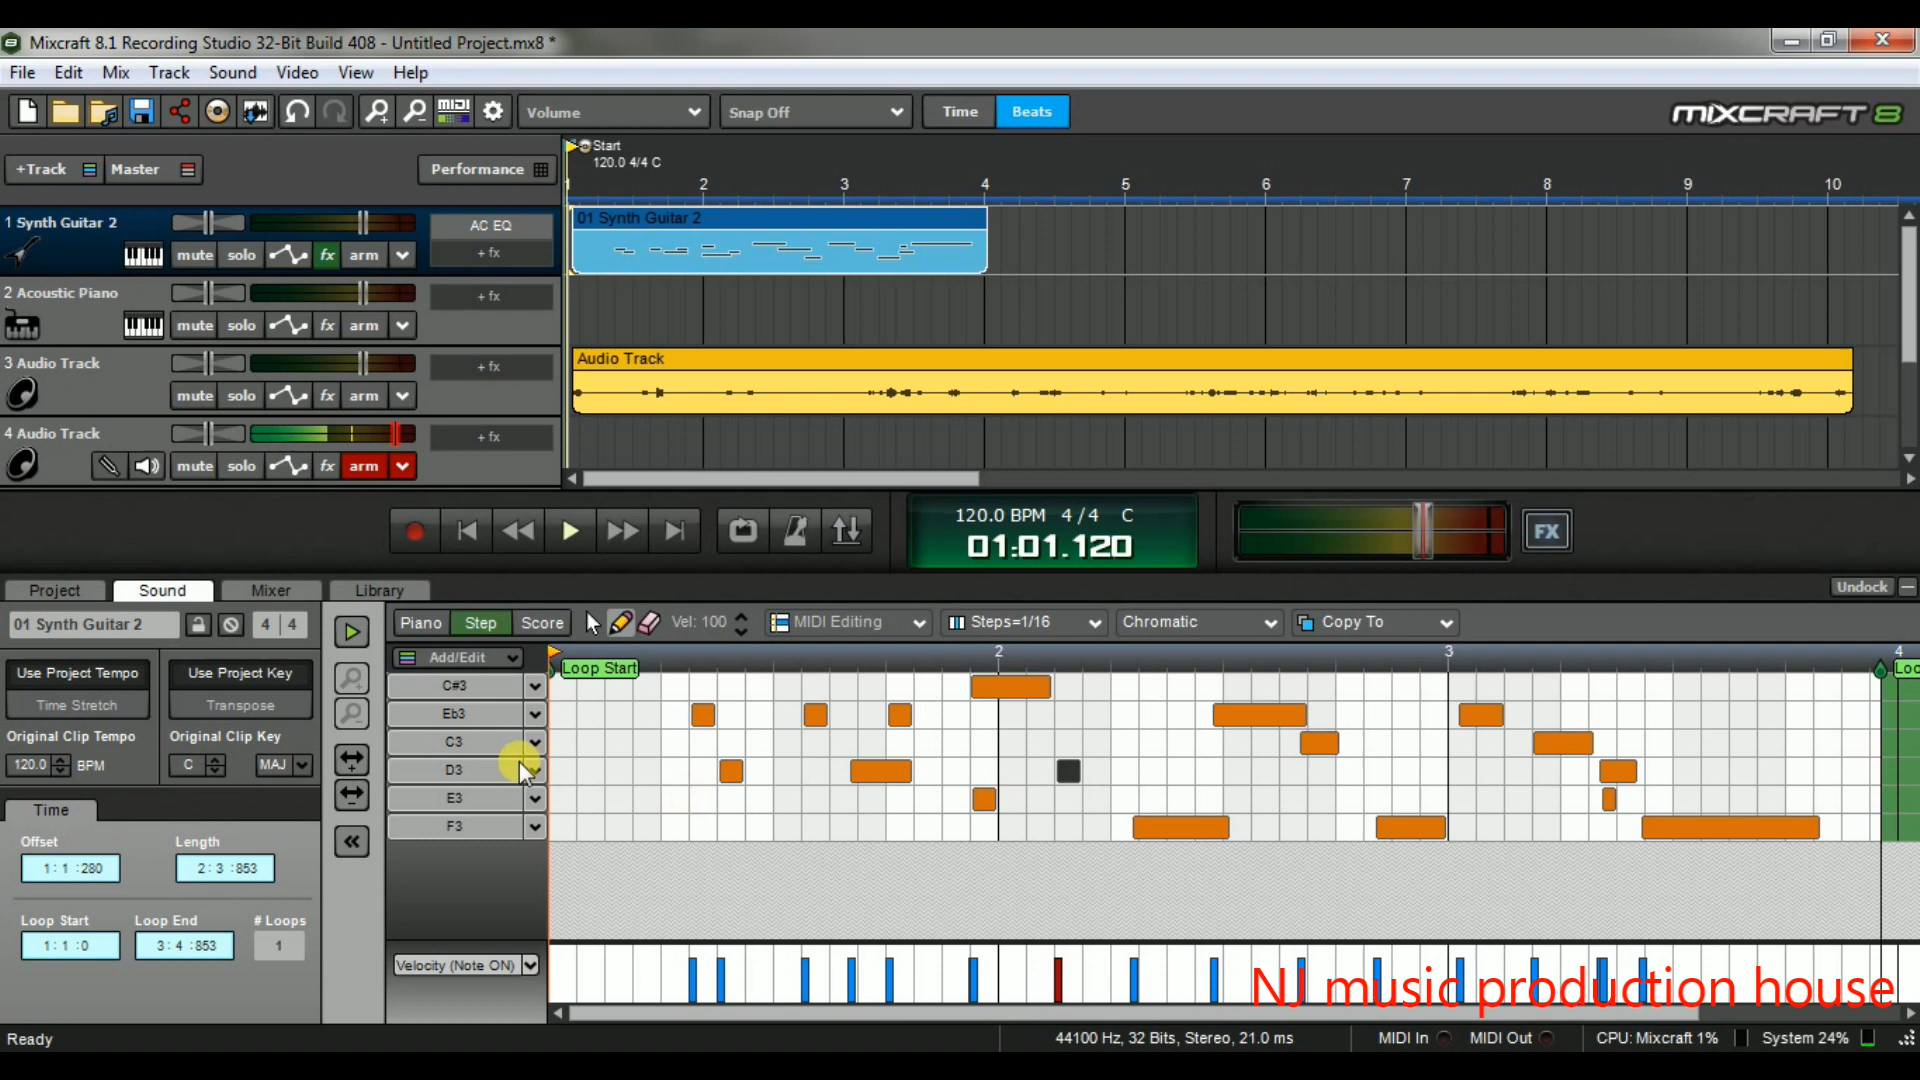 Mixcraft 8.1 Recording Studio 32-Bit Build 408 - Untitled Project.mx8 *
File Edit Mix Track Sound Video View Help
MIDI Volume Snap Off Time Beats MIXCRAFT 8
+Track Master Performance
Start
120.0 4/4 C
1 2 3 4 5 6 7 8 9 10
1 Synth Guitar 2 AC EQ 01 Synth Guitar 2
mute solo fx arm + fx
2 Acoustic Piano + fx
mute solo fx arm
3 Audio Track + fx Audio Track
mute solo fx arm
4 Audio Track + fx
mute solo fx arm
120.0 BPM 4 / 4 C
01:01.120
FX
Project Sound Mixer Library Undock
01 Synth Guitar 2 4 4 Piano Step Score Vel: 100 MIDI Editing Steps=1/16 Chromatic Copy To
Add/Edit 2 3 4
Loop Start Loo
Use Project Tempo Use Project Key
Time Stretch Transpose
Original Clip Tempo Original Clip Key
120.0 BPM C MAJ
C#3
Eb3
C3
D3
E3
F3
Time
Offset Length
1: 1 :280 2: 3 :853
Loop Start Loop End # Loops
1: 1 :0 3: 4 :853 1
Velocity (Note ON)
NJ music production house
Ready 44100 Hz, 32 Bits, Stereo, 21.0 ms MIDI In MIDI Out CPU: Mixcraft 1% System 24%